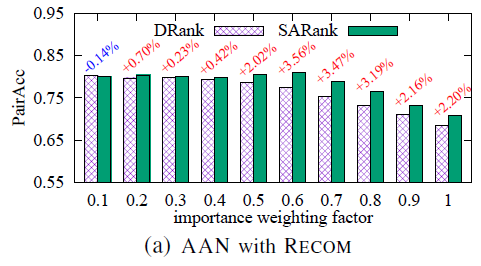 0.95
DRank SARank
-0.14% +0.70% +0.23% +0.42% +2.02% +3.56% +3.47% +3.19% +2.16% +2.20%
0.85
PairAcc
0.75
0.65
0.55
0.1 0.2 0.3 0.4 0.5 0.6 0.7 0.8 0.9 1
importance weighting factor
(a) AAN with RECOM